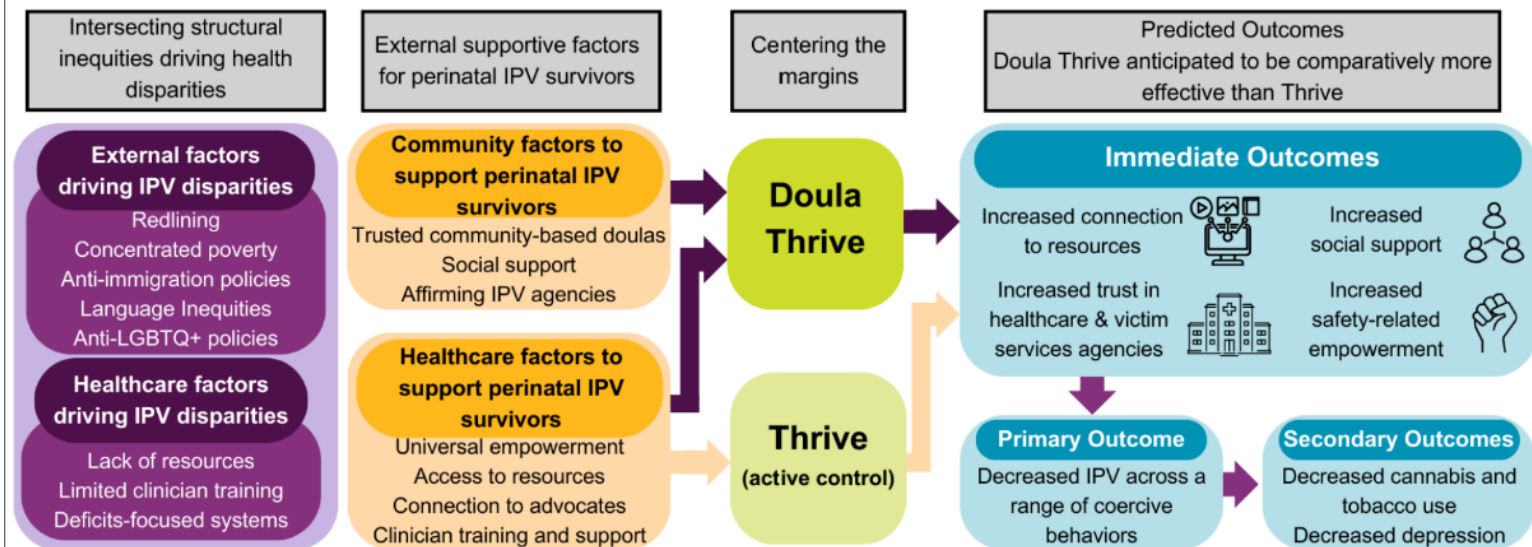 Intersecting structural
inequities driving health
disparities
External supportive factors
for perinatal IPV survivors
Centering the
margins
Predicted Outcomes
Doula Thrive anticipated to be comparatively more
effective than Thrive
External factors
driving IPV disparities
Redlining
Concentrated poverty
Anti-immigration policies
Language Inequities
Anti-LGBTQ+ policies
Healthcare factors
driving IPV disparities
Lack of resources
Limited clinician training
Deficits-focused systems
Community factors to
support perinatal IPV
survivors
Trusted community-based doulas
Social support
Affirming IPV agencies
Healthcare factors to
support perinatal IPV
survivors
Universal empowerment
Access to resources
Connection to advocates
Clinician training and support
Doula
Thrive
Thrive
(active control)
Immediate Outcomes
Increased connection
to resources
Increased
social support
Increased trust in
healthcare & victim
services agencies
Increased
safety-related
empowerment
Primary Outcome
Decreased IPV across a
range of coercive
behaviors
Secondary Outcomes
Decreased cannabis and
tobacco use
Decreased depression